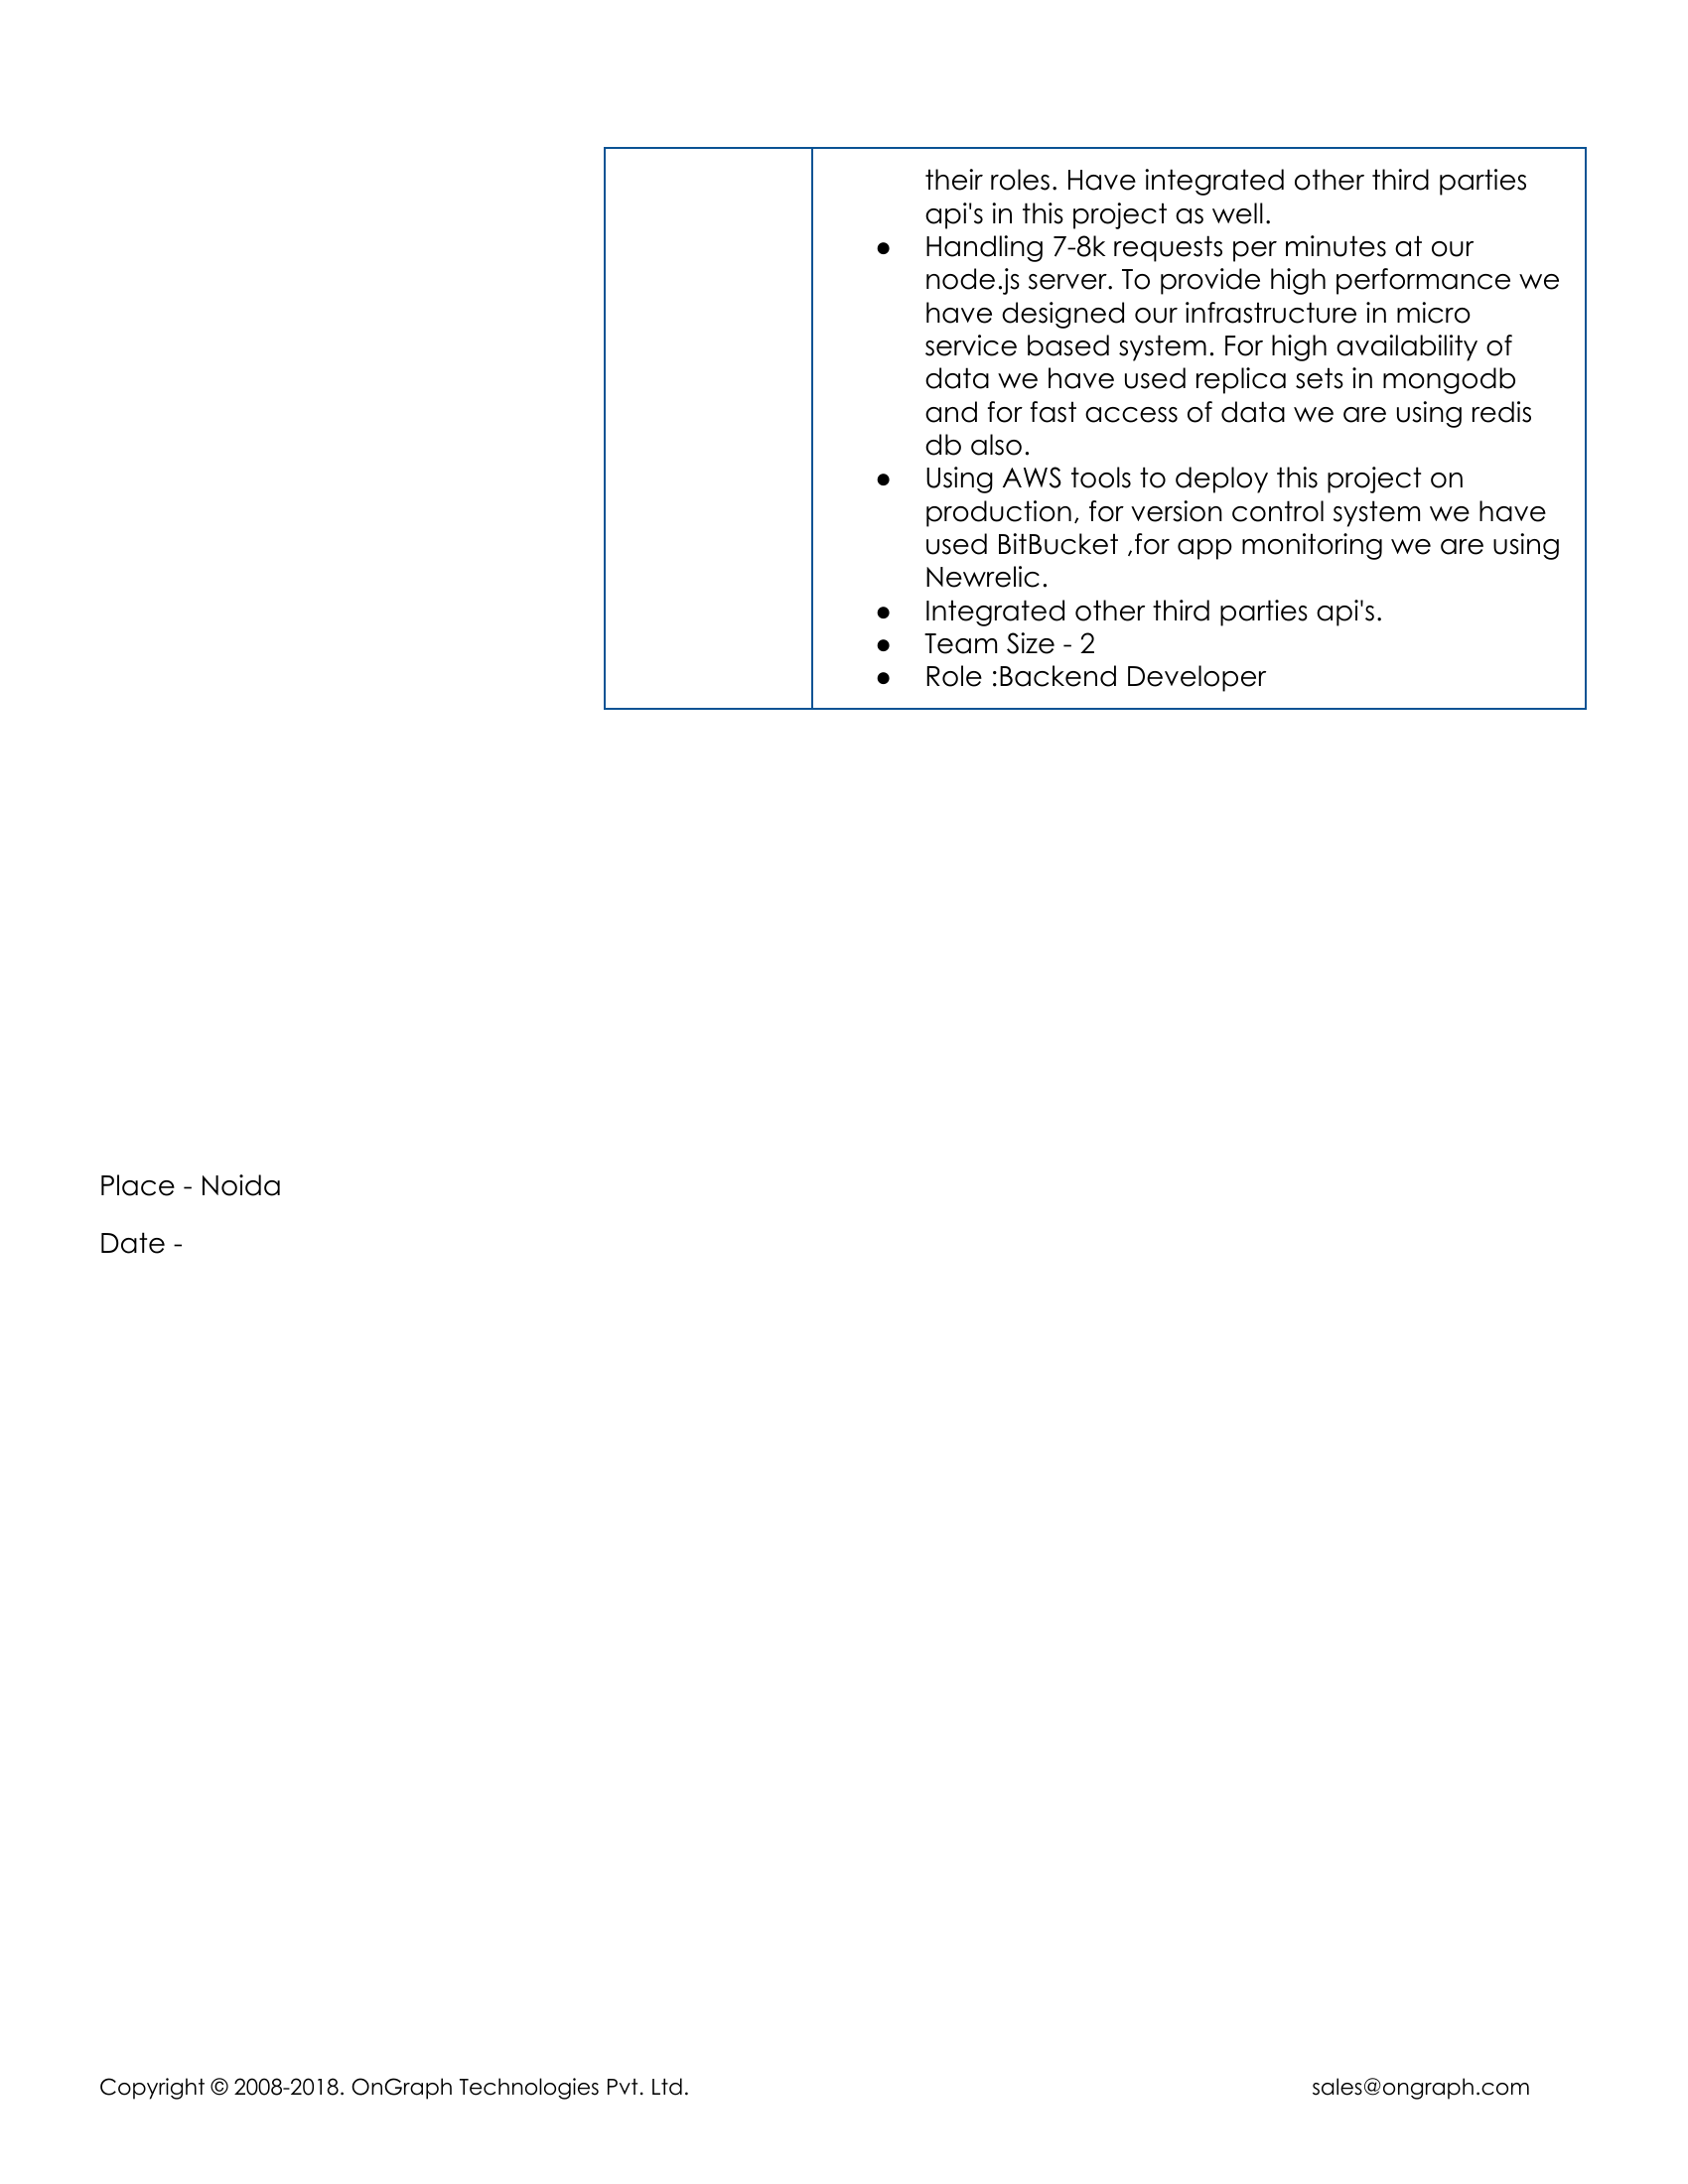 their roles. Have integrated other third parties
api's in this project as well.
● Handling 7-8k requests per minutes at our
node.js server. To provide high performance we
have designed our infrastructure in micro
service based system. For high availability of
data we have used replica sets in mongodb
and for fast access of data we are using redis
db also.
● Using AWS tools to deploy this project on
production, for version control system we have
used BitBucket ,for app monitoring we are using
Newrelic.
● Integrated other third parties api's.
● Team Size - 2
● Role :Backend Developer
Place - Noida
Date -
Copyright © 2008-2018. OnGraph Technologies Pvt. Ltd. sales@ongraph.com